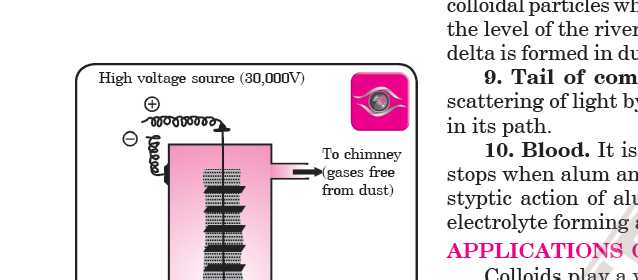 High voltage source (30,000V)
+
−
To chimney
(gases free
from dust)
colloidal particles wh
the level of the river
delta is formed in du
9. Tail of com
scattering of light by
in its path.
10. Blood. It is
stops when alum an
styptic action of alu
electrolyte forming a
APPLICATIONS O
Colloids play a v